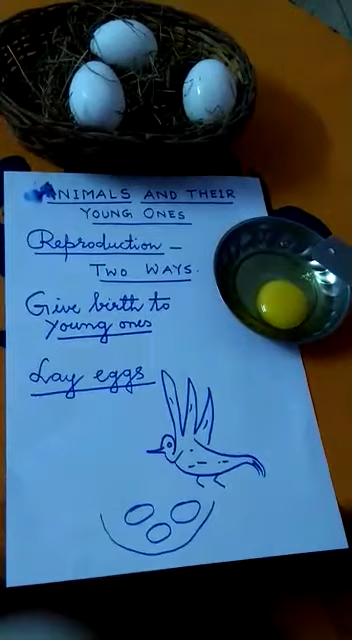 ANIMALS AND THEIR
YOUNG ONES
Reproduction –
TWO WAYS.
Give birth to
young ones
Lay eggs